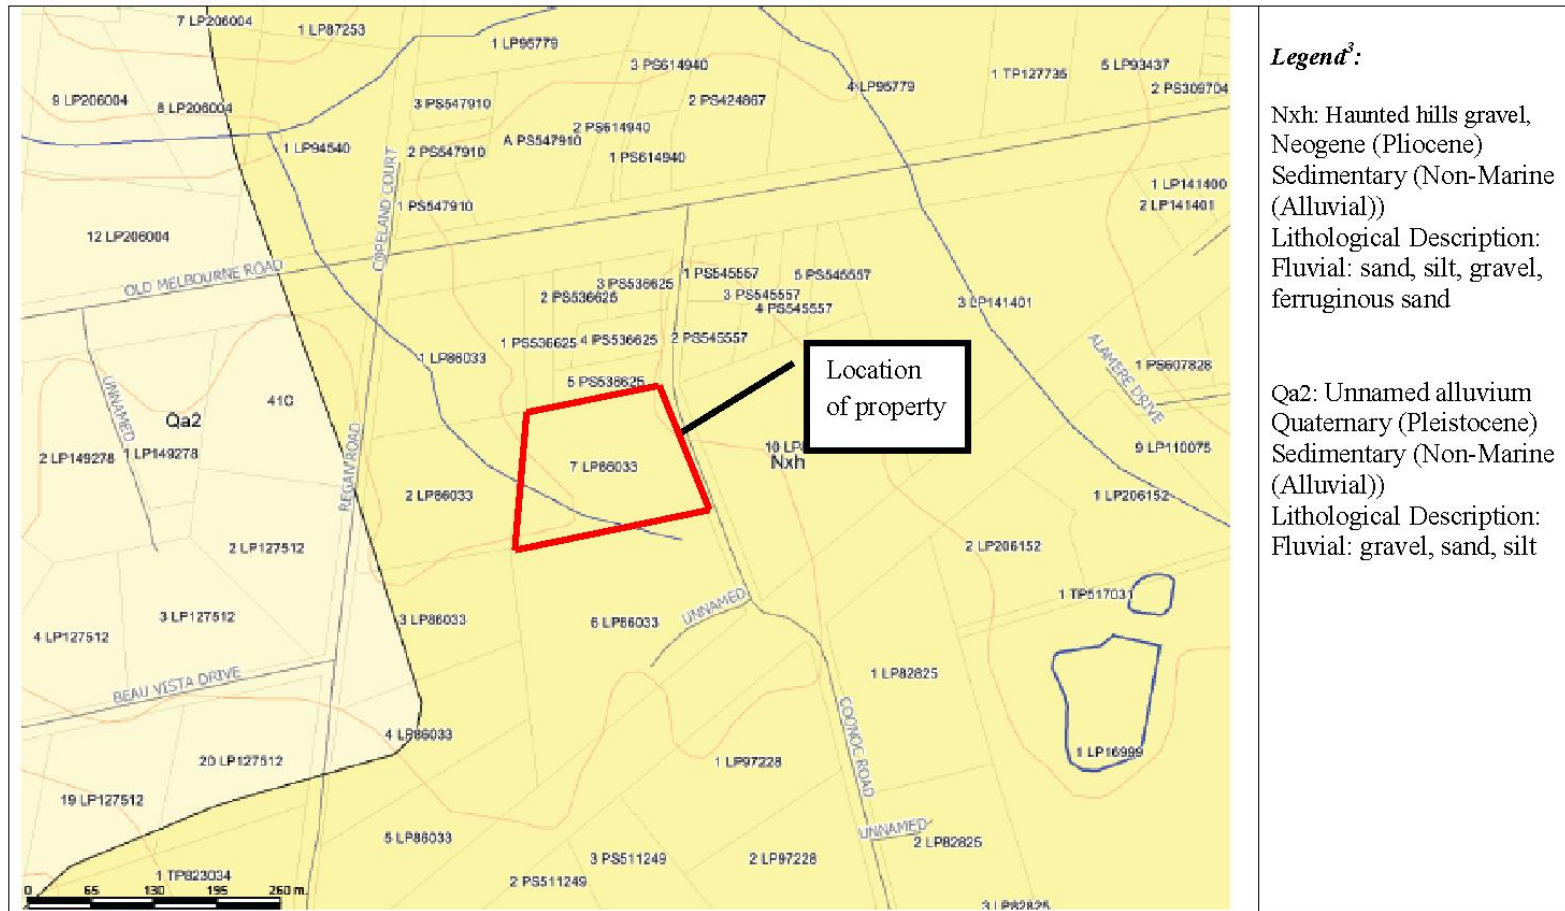 7 LP206004
1 LP87253
1 LP95779
3 PS614940
1 TP127735
5 LP93437
9 LP206004
8 LP206004
3 PS547910
2 PS424867
4 LP95779
2 PS309704
1 LP94540
2 PS547910
A PS547910
2 PS614940
1 PS614940
COPELAND COURT
1 PS547910
1 LP141400
2 LP141401
12 LP206004
OLD MELBOURNE ROAD
3 PS536625
2 PS536625
1 PS545557
5 PS545557
3 PS545557
4 PS545557
3 LP141401
1 PS536625
4 PS536625
2 PS545557
1 LP86033
5 PS536625
ALAMERE DRIVE
1 PS607828
Location
of property
UNNAMED
41C
Qa2
2 LP149278
1 LP149278
REGAN ROAD
2 LP86033
7 LP86033
Nxh
9 LP110075
1 LP206152
2 LP127512
2 LP206152
1 TP517031
3 LP127512
4 LP127512
3 LP86033
6 LP86033
UNNAMED
BEAU VISTA DRIVE
1 LP82825
COONOC ROAD
4 LP86033
20 LP127512
1 LP97228
1 LP16999
19 LP127512
5 LP86033
UNNAMED
2 LP82825
3 PS511249
2 LP97228
1 TP823034
2 PS511249
3 LP82825
0 65 130 195 260 m.
Legend³:
Nxh: Haunted hills gravel,
Neogene (Pliocene)
Sedimentary (Non-Marine
(Alluvial))
Lithological Description:
Fluvial: sand, silt, gravel,
ferruginous sand
Qa2: Unnamed alluvium
Quaternary (Pleistocene)
Sedimentary (Non-Marine
(Alluvial))
Lithological Description:
Fluvial: gravel, sand, silt